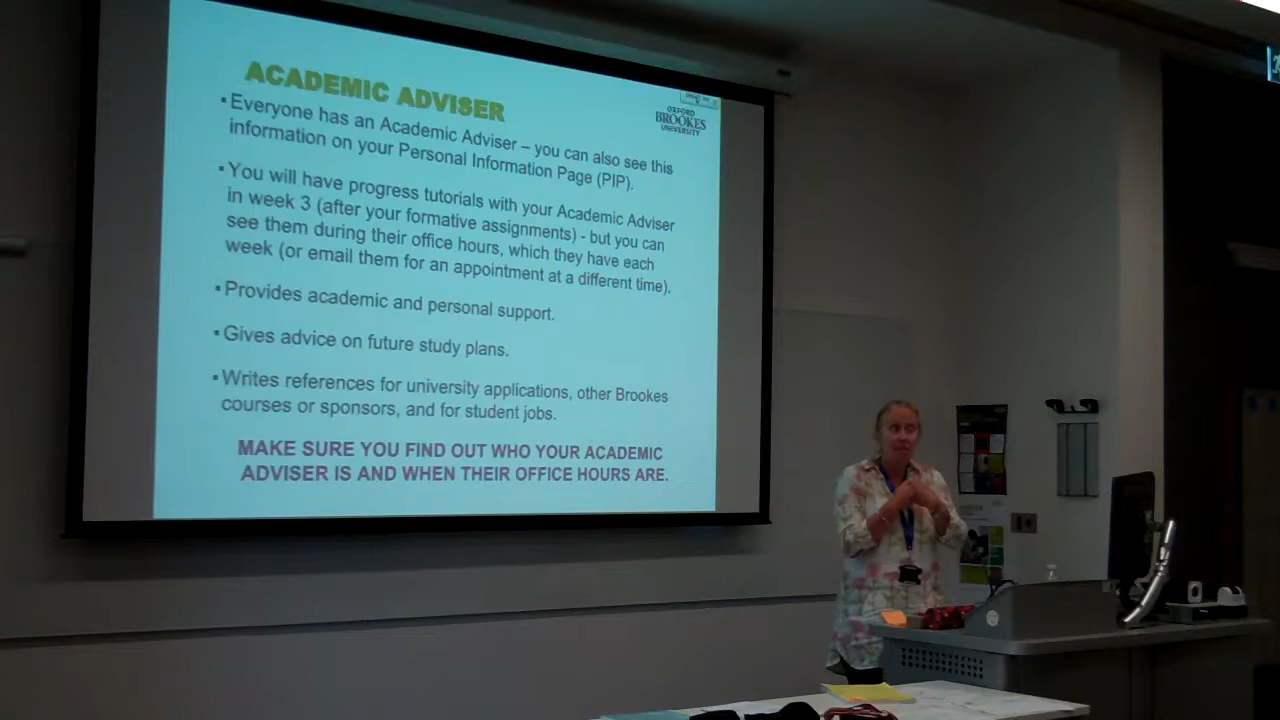 ACADEMIC ADVISER
OXFORD
BROOKES
UNIVERSITY
▪Everyone has an Academic Adviser – you can also see this
information on your Personal Information Page (PIP).
▪You will have progress tutorials with your Academic Adviser
in week 3 (after your formative assignments) - but you can
see them during their office hours, which they have each
week (or email them for an appointment at a different time).
▪Provides academic and personal support.
▪Gives advice on future study plans.
▪Writes references for university applications, other Brookes
courses or sponsors, and for student jobs.
MAKE SURE YOU FIND OUT WHO YOUR ACADEMIC
ADVISER IS AND WHEN THEIR OFFICE HOURS ARE.